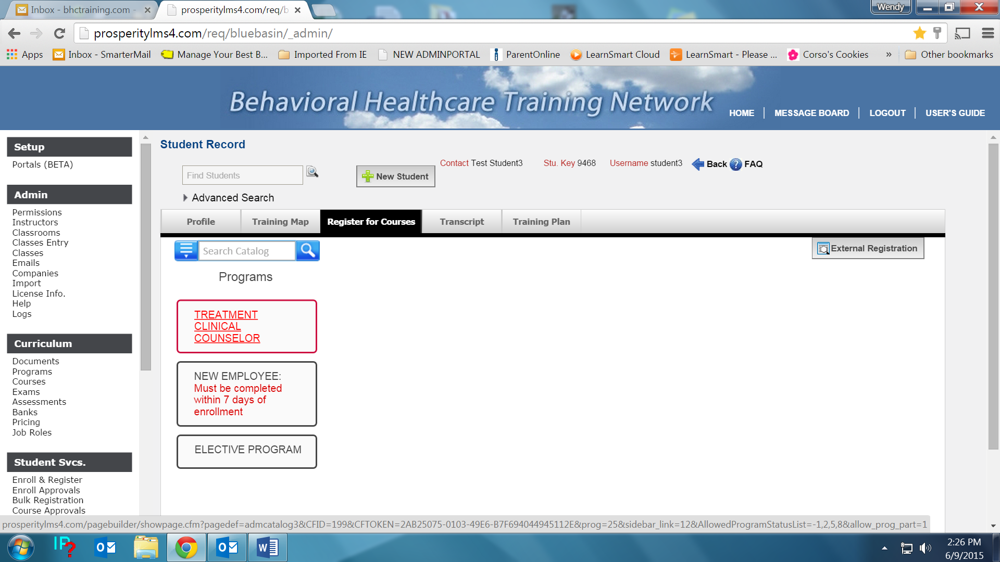 Inbox - bhctraining.com -
prosperitylms4.com/req/b
Wendy
prosperitylms4.com/req/bluebasin/_admin/
Apps
Inbox - SmarterMail
Manage Your Best B...
Imported From IE
NEW ADMINPORTAL
ParentOnline
LearnSmart Cloud
LearnSmart - Please ...
Corso's Cookies
»
Other bookmarks
Behavioral Healthcare Training Network
HOME | MESSAGE BOARD | LOGOUT | USER'S GUIDE
Setup
Portals (BETA)
Admin
Permissions
Instructors
Classrooms
Classes Entry
Classes
Emails
Companies
Import
License Info.
Help
Logs
Curriculum
Documents
Programs
Courses
Exams
Assessments
Banks
Pricing
Job Roles
Student Svcs.
Enroll & Register
Enroll Approvals
Bulk Registration
Course Approvals
Student Record
Find Students
New Student
Contact Test Student3
Stu. Key 9468
Username student3
Back
FAQ
Advanced Search
Profile
Training Map
Register for Courses
Transcript
Training Plan
Search Catalog
External Registration
Programs
TREATMENT
CLINICAL
COUNSELOR
NEW EMPLOYEE:
Must be completed
within 7 days of
enrollment
ELECTIVE PROGRAM
prosperitylms4.com/pagebuilder/showpage.cfm?pagedef=admcatalog3&CFID=199&CFTOKEN=2AB25075-0103-49E6-B7F694044945112E&prog=25&sidebar_link=12&AllowedProgramStatusList=-1,2,5,8&allow_prog_part=1
IP?
2:26 PM
6/9/2015